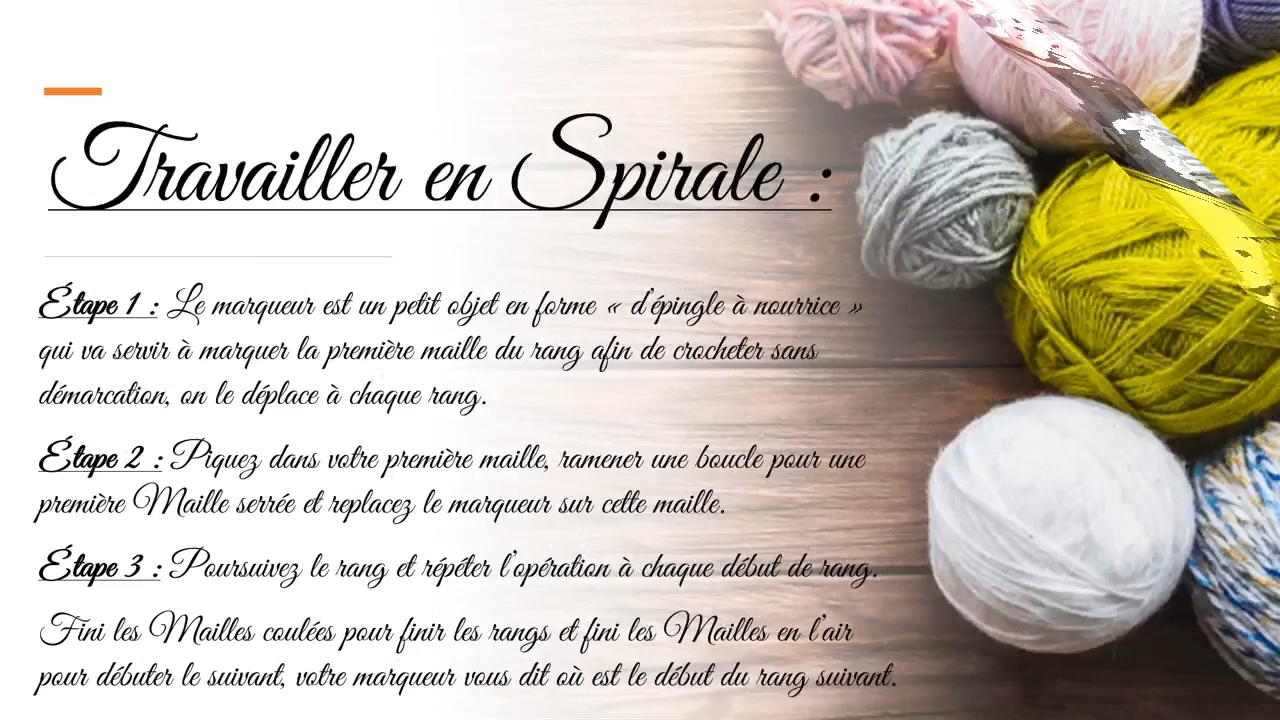 Travailler en Spirale :
Étape 1 : Le marqueur est un petit objet en forme « d'épingle à nourrice »
qui va servir à marquer la première maille du rang afin de crocheter sans
démarcation, on le déplace à chaque rang.
Étape 2 : Piquez dans votre première maille, ramener une boucle pour une
première Maille serrée et replacez le marqueur sur cette maille.
Étape 3 : Poursuivez le rang et répéter l'opération à chaque début de rang.
Fini les Mailles coulées pour finir les rangs et fini les Mailles en l'air
pour débuter le suivant, votre marqueur vous dit où est le début du rang suivant.